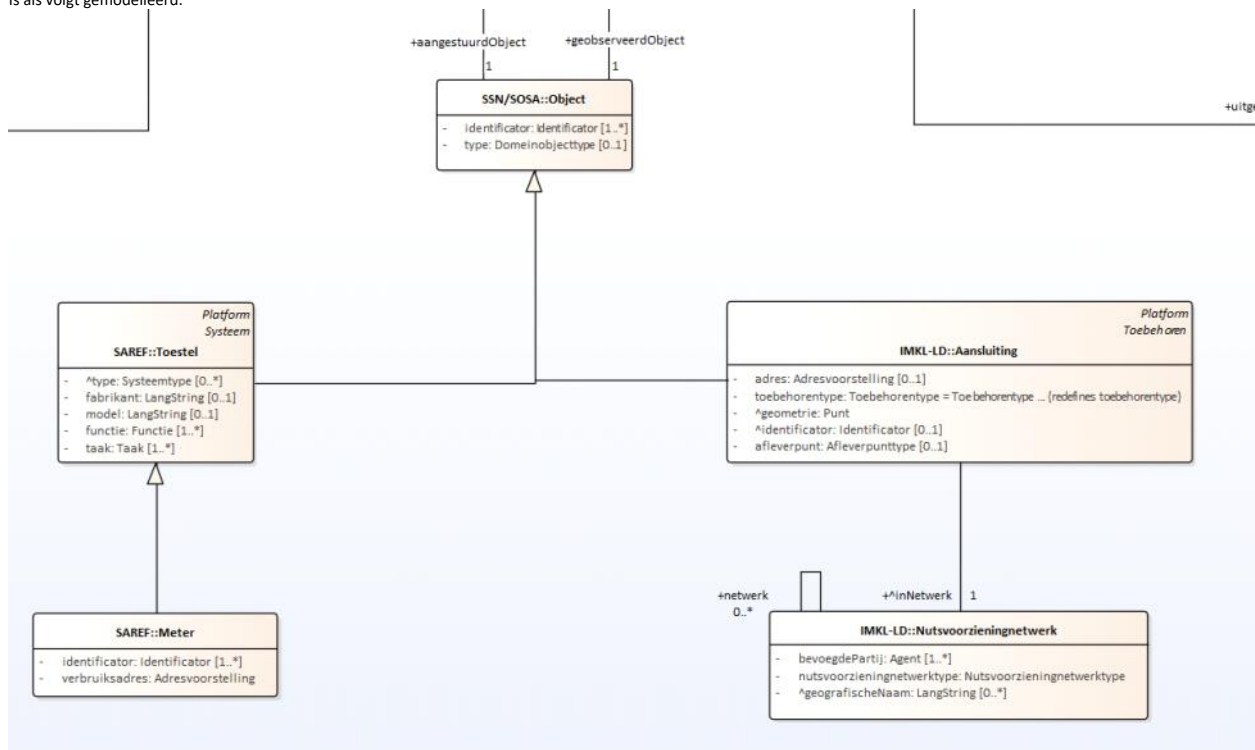 is als volgt gemodelleerd:
+aangestuurdObject
+geobserveerdObject
1
1
SSN/SOSA::Object
- identificator: Identificator [1..*]
- type: Domeinobjecttype [0..1]
Platform
Systeem
SAREF::Toestel
- ^type: Systeemtype [0..*]
- fabrikant: LangString [0..1]
- model: LangString [0..1]
- functie: Functie [1..*]
- taak: Taak [1..*]
Platform
Toebehoren
IMKL-LD::Aansluiting
- adres: Adresvoorstelling [0..1]
- toebehorentype: Toebehorentype = Toebehorentype ... {redefines toebehorentype}
- ^geometrie: Punt
- ^identificator: Identificator [0..1]
- afleverpunt: Afleverpunttype [0..1]
+netwerk
0..*
+^inNetwerk
1
SAREF::Meter
- identificator: Identificator [1..*]
- verbruiksadres: Adresvoorstelling
IMKL-LD::Nutsvoorzieningnetwerk
- bevoegdePartij: Agent [1..*]
- nutsvoorzieningnetwerktype: Nutsvoorzieningnetwerktype
- ^geografischeNaam: LangString [0..*]